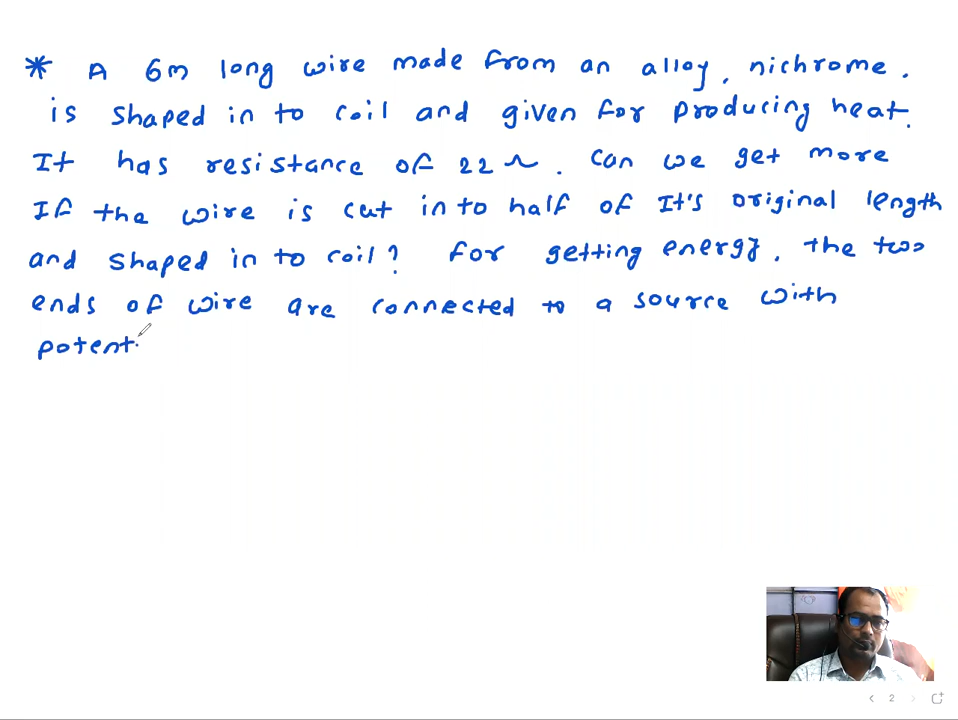 * A 6m long wire made from an alloy, nichrome,
is shaped in to coil and given for producing heat.
It has resistance of 22 Ω. Can we get more
If the wire is cut in to half of It's original length
and shaped in to coil? For getting energy, the two
ends of wire are connected to a source with
potent
2